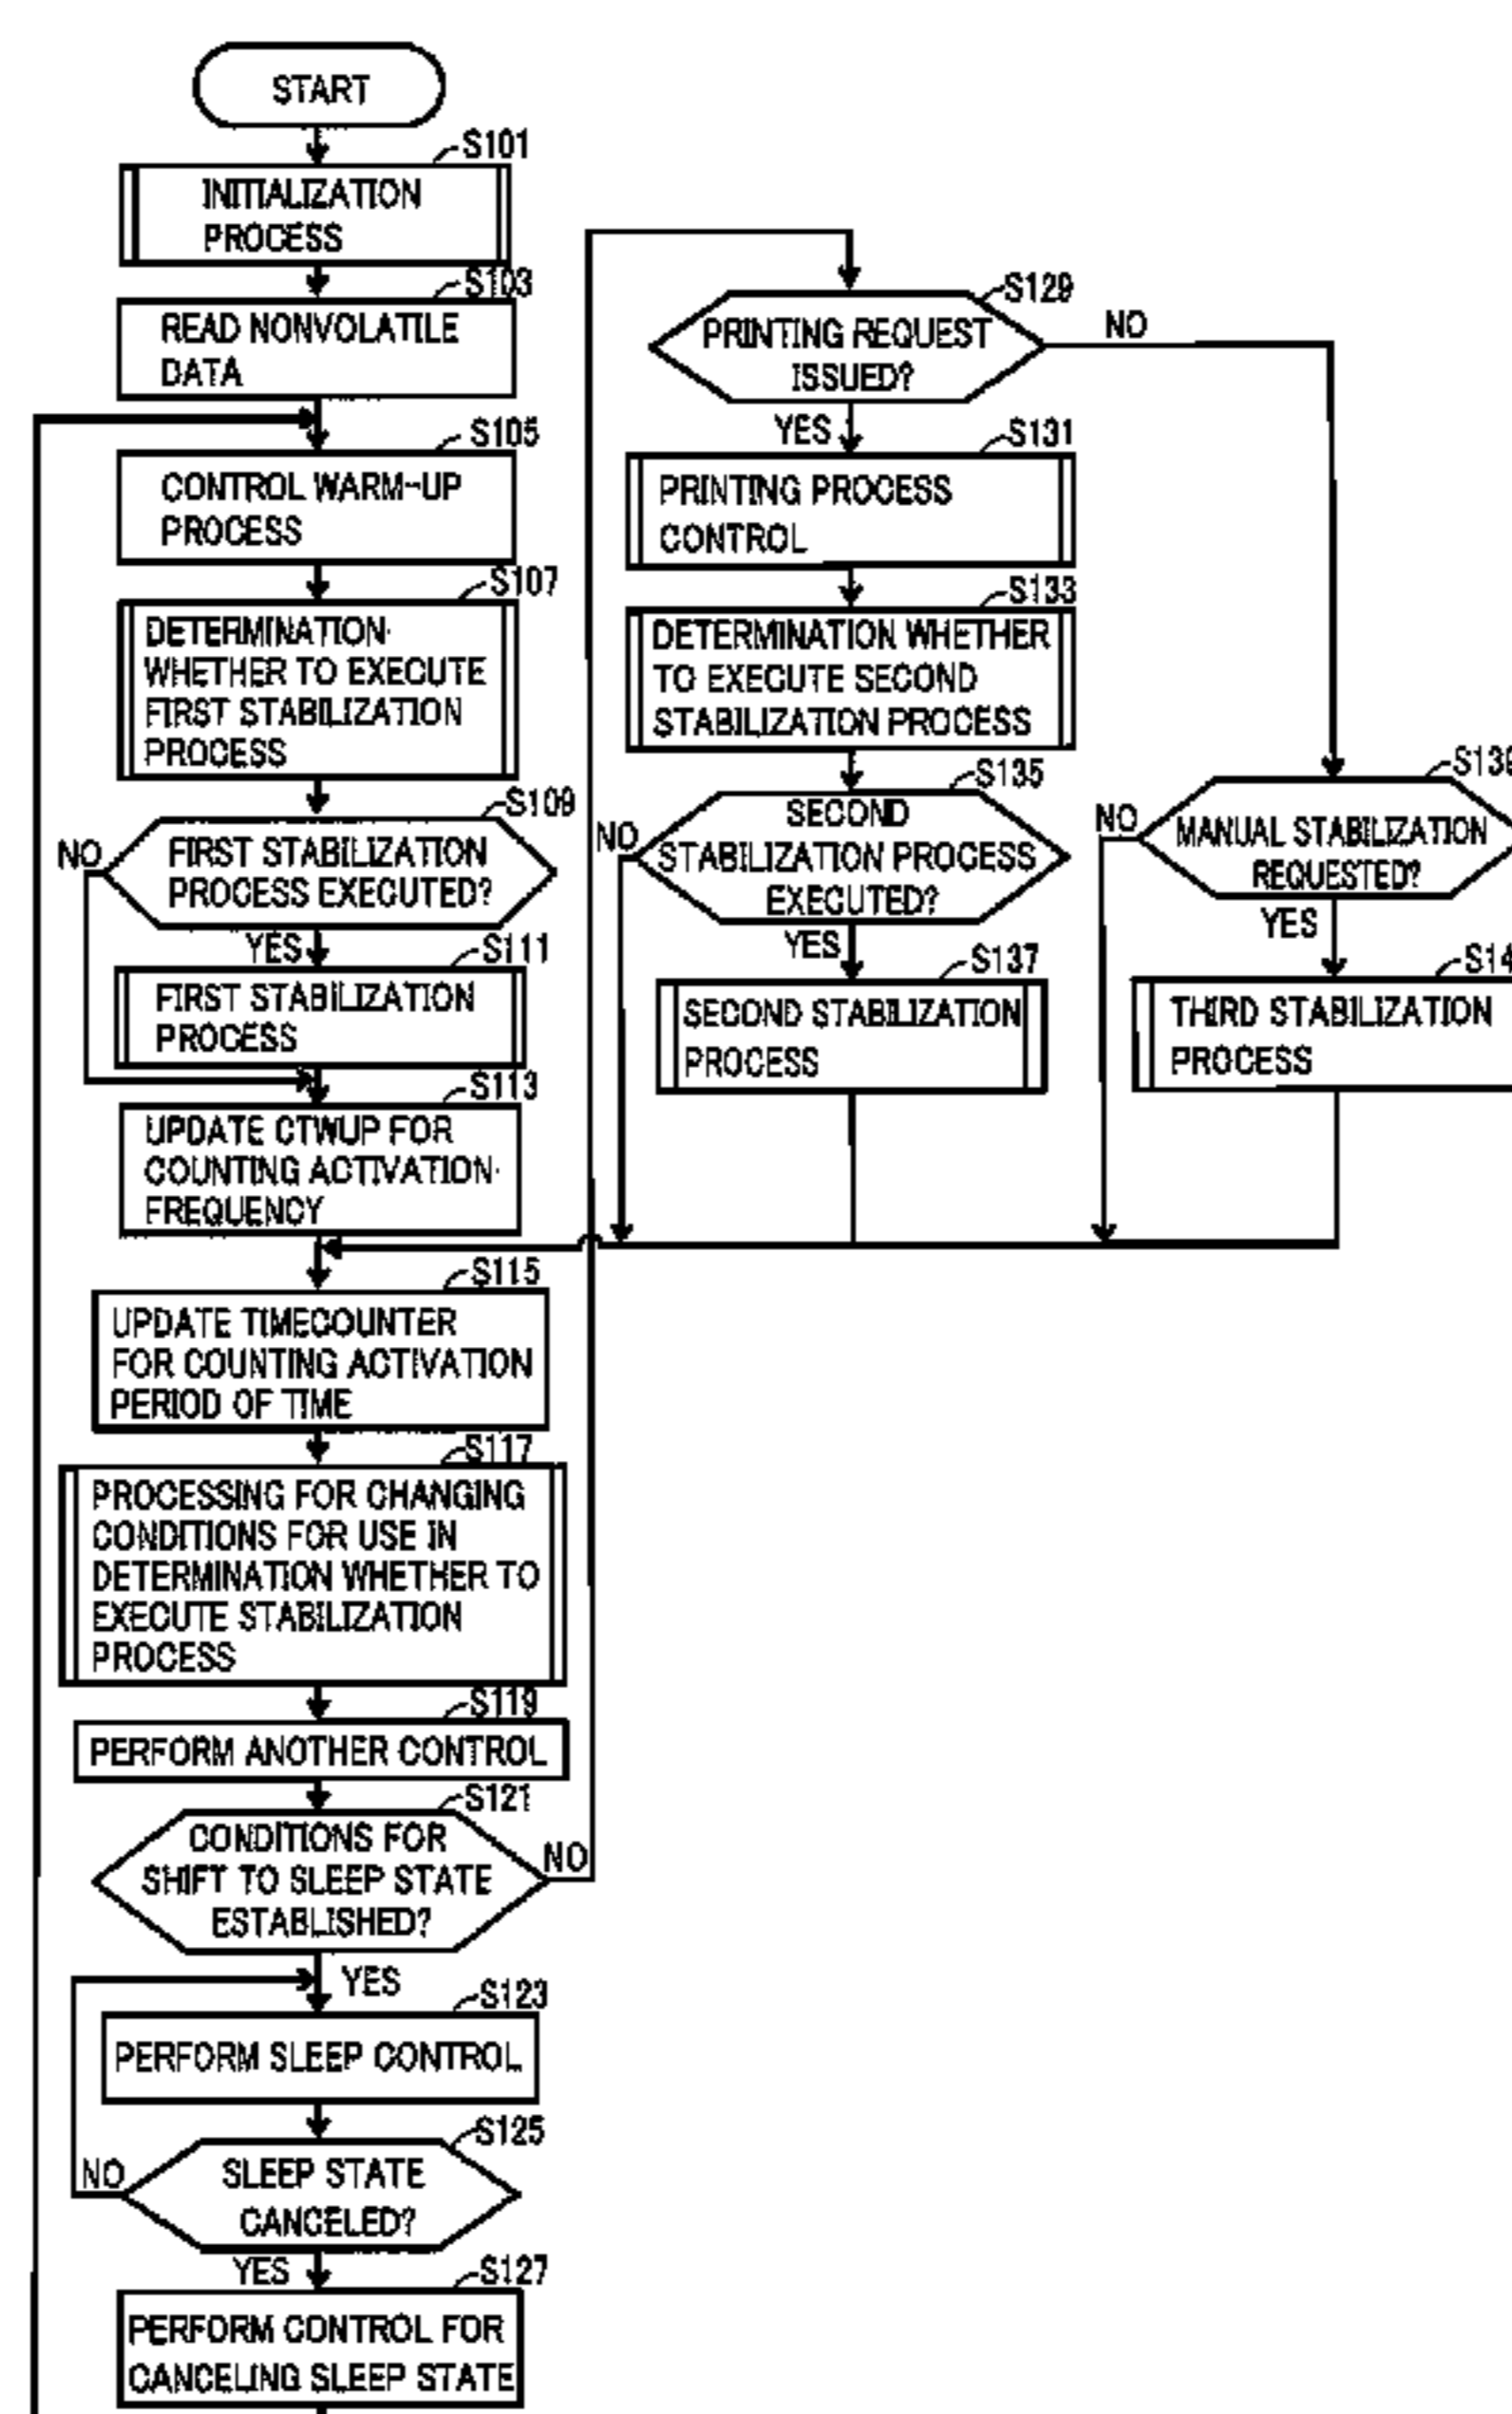 START
S101
INITIALIZATION
PROCESS
S103
READ NONVOLATILE
DATA
S105
CONTROL WARM-UP
PROCESS
S107
DETERMINATION
WHETHER TO EXECUTE
FIRST STABILIZATION
PROCESS
S109
NO
FIRST STABILIZATION
PROCESS EXECUTED?
YES
S111
FIRST STABILIZATION
PROCESS
S113
UPDATE CTWUP FOR
COUNTING ACTIVATION
FREQUENCY
S115
UPDATE TIMECOUNTER
FOR COUNTING ACTIVATION
PERIOD OF TIME
S117
PROCESSING FOR CHANGING
CONDITIONS FOR USE IN
DETERMINATION WHETHER TO
EXECUTE STABILIZATION
PROCESS
S119
PERFORM ANOTHER CONTROL
S121
CONDITIONS FOR
SHIFT TO SLEEP STATE
ESTABLISHED?
NO
YES
S123
PERFORM SLEEP CONTROL
S125
NO
SLEEP STATE
CANCELED?
YES
S127
PERFORM CONTROL FOR
CANCELING SLEEP STATE
S129
PRINTING REQUEST
ISSUED?
NO
YES
S131
PRINTING PROCESS
CONTROL
S133
DETERMINATION WHETHER
TO EXECUTE SECOND
STABILIZATION PROCESS
S135
NO
SECOND
STABILIZATION PROCESS
EXECUTED?
YES
S137
SECOND STABILIZATION
PROCESS
S139
NO
MANUAL STABILIZATION
REQUESTED?
YES
S14
THIRD STABILIZATION
PROCESS